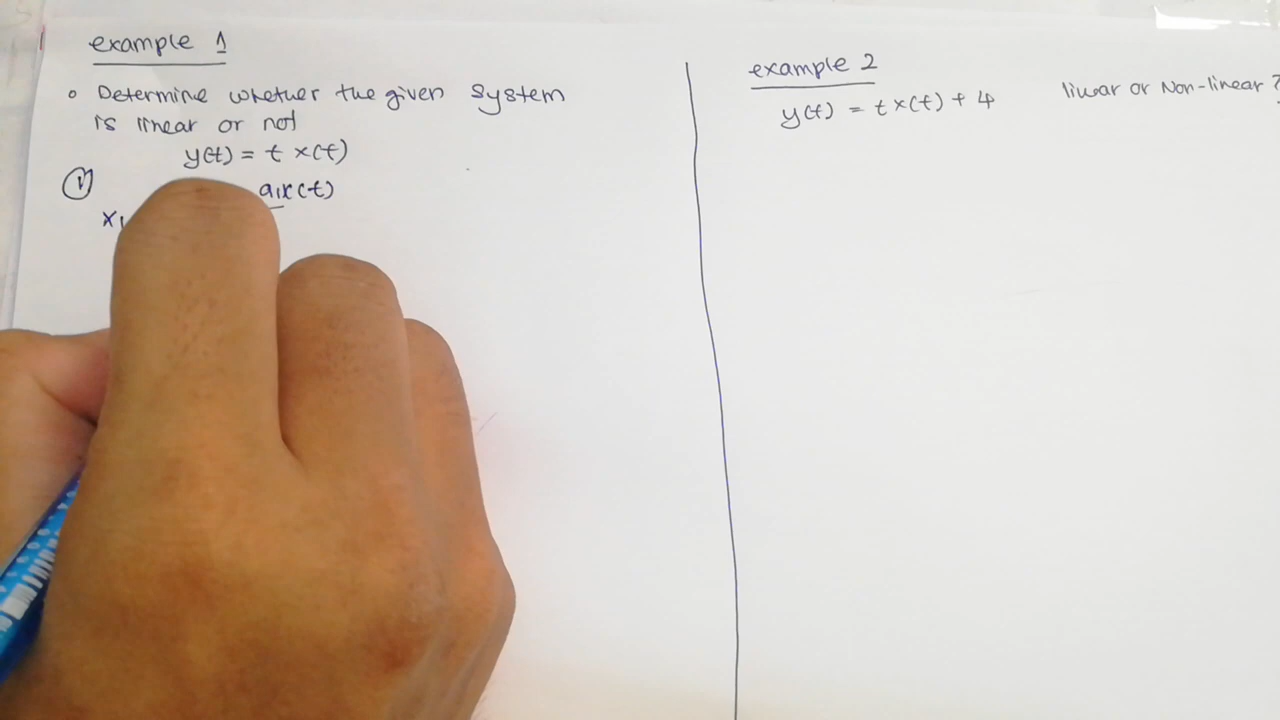 example 1
• Determine whether the given system
is linear or not
y(t) = t x(t)
① a1x(t)
x1
example 2
y(t) = t x(t) + 4 linear or Non-linear ?